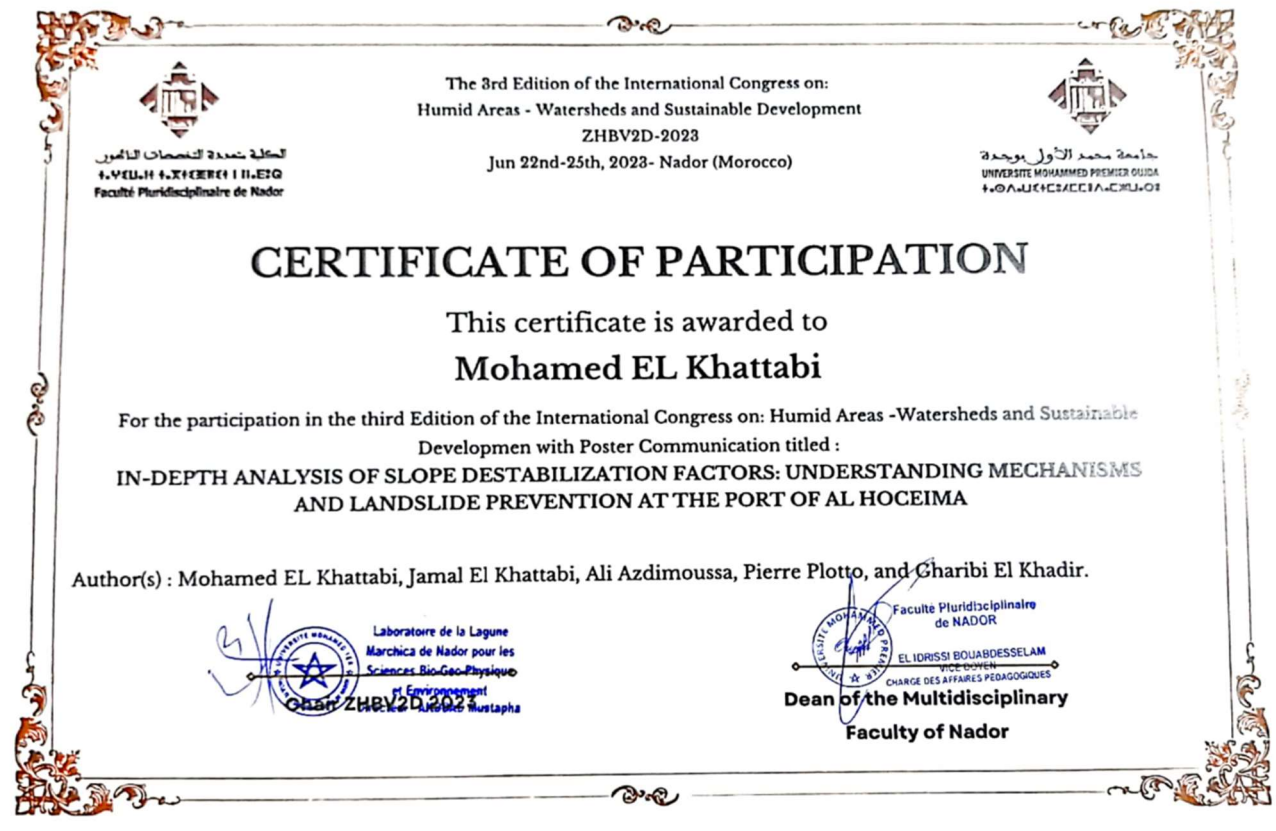 The 3rd Edition of the International Congress on:
Humid Areas - Watersheds and Sustainable Development
ZHBV2D-2023
Jun 22nd-25th, 2023- Nador (Morocco)
الكلية متعددة التخصصات الناظور
Faculté Pluridisciplinaire de Nador
جامعة محمد الأول بوجدة
UNIVERSITE MOHAMMED PREMIER OUJDA
CERTIFICATE OF PARTICIPATION
This certificate is awarded to
Mohamed EL Khattabi
For the participation in the third Edition of the International Congress on: Humid Areas -Watersheds and Sustainable
Developmen with Poster Communication titled :
IN-DEPTH ANALYSIS OF SLOPE DESTABILIZATION FACTORS: UNDERSTANDING MECHANISMS
AND LANDSLIDE PREVENTION AT THE PORT OF AL HOCEIMA
Author(s) : Mohamed EL Khattabi, Jamal El Khattabi, Ali Azdimoussa, Pierre Plotto, and Gharibi El Khadir.
Laboratoire de la Lagune
Marchica de Nador pour les
Sciences Bio-Geo-Physique
et Environnement
Mustapha
Chair ZHBV2D 2023
UNIVERSITE MOHAMMED PREMIER
Faculté Pluridisciplinaire
de NADOR
EL IDRISSI BOUABDESSELAM
VICE DOYEN
CHARGE DES AFFAIRES PEDAGOGIQUES
Dean of the Multidisciplinary
Faculty of Nador